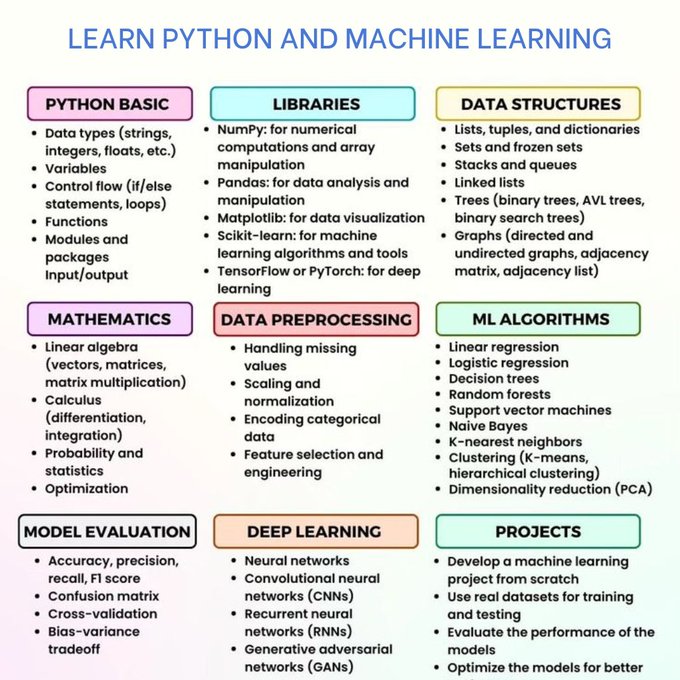 LEARN PYTHON AND MACHINE LEARNING
PYTHON BASIC
• Data types (strings,
integers, floats, etc.)
• Variables
• Control flow (if/else
statements, loops)
• Functions
• Modules and
packages
Input/output
LIBRARIES
• NumPy: for numerical
computations and array
manipulation
• Pandas: for data analysis and
manipulation
• Matplotlib: for data visualization
• Scikit-learn: for machine
learning algorithms and tools
• TensorFlow or PyTorch: for deep
learning
DATA STRUCTURES
• Lists, tuples, and dictionaries
• Sets and frozen sets
• Stacks and queues
• Linked lists
• Trees (binary trees, AVL trees,
binary search trees)
• Graphs (directed and
undirected graphs, adjacency
matrix, adjacency list)
MATHEMATICS
• Linear algebra
(vectors, matrices,
matrix multiplication)
• Calculus
(differentiation,
integration)
• Probability and
statistics
• Optimization
DATA PREPROCESSING
• Handling missing
values
• Scaling and
normalization
• Encoding categorical
data
• Feature selection and
engineering
ML ALGORITHMS
• Linear regression
• Logistic regression
• Decision trees
• Random forests
• Support vector machines
• Naive Bayes
• K-nearest neighbors
• Clustering (K-means,
hierarchical clustering)
• Dimensionality reduction (PCA)
MODEL EVALUATION
• Accuracy, precision,
recall, F1 score
• Confusion matrix
• Cross-validation
• Bias-variance
tradeoff
DEEP LEARNING
• Neural networks
• Convolutional neural
networks (CNNs)
• Recurrent neural
networks (RNNs)
• Generative adversarial
networks (GANs)
PROJECTS
• Develop a machine learning
project from scratch
• Use real datasets for training
and testing
• Evaluate the performance of the
models
• Optimize the models for better